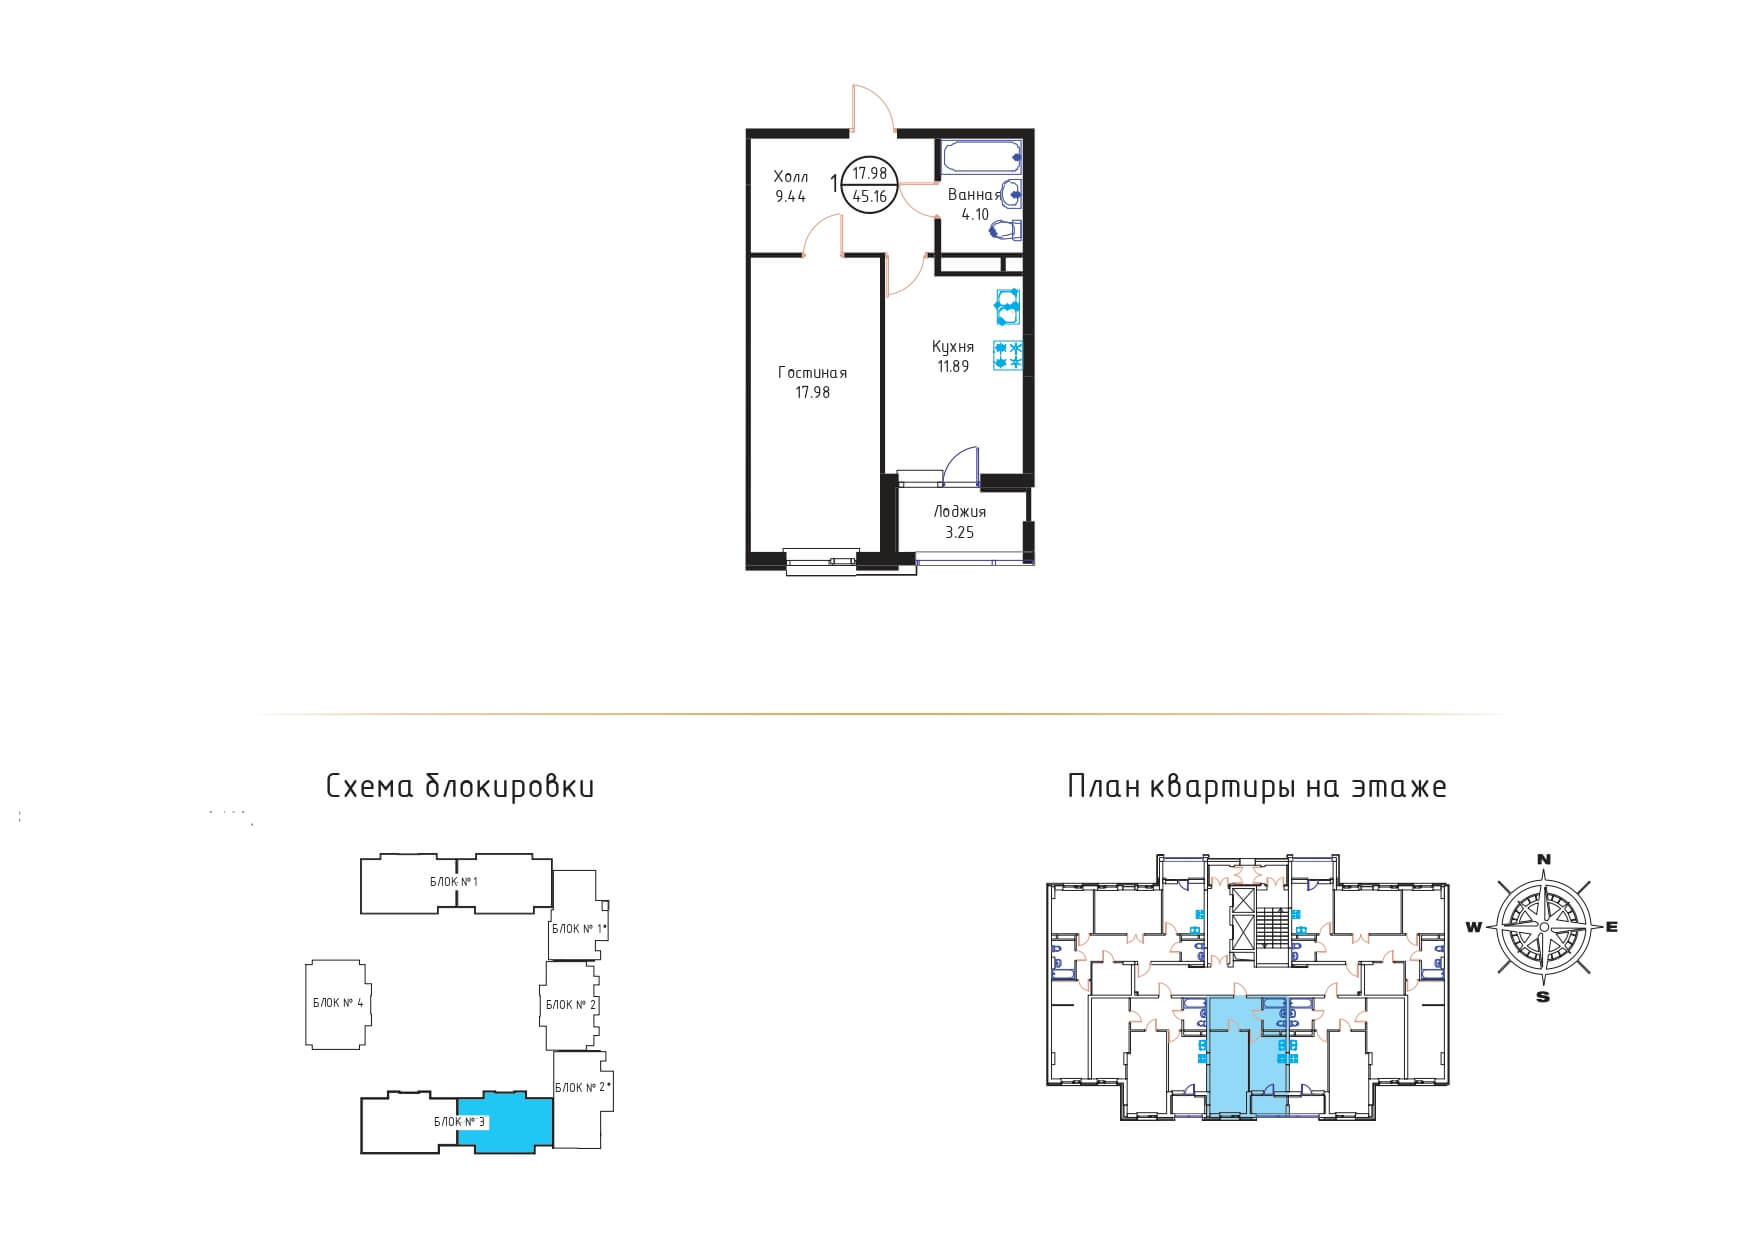 Холл
9.44
1
17.98
45.16
Ванная
4.10
Кухня
11.89
Гостиная
17.98
Лоджия
3.25
Схема блокировки
План квартиры на этаже
БЛОК № 1
БЛОК № 1*
БЛОК № 4
БЛОК № 2
БЛОК № 2*
БЛОК № 3
N
W
E
S